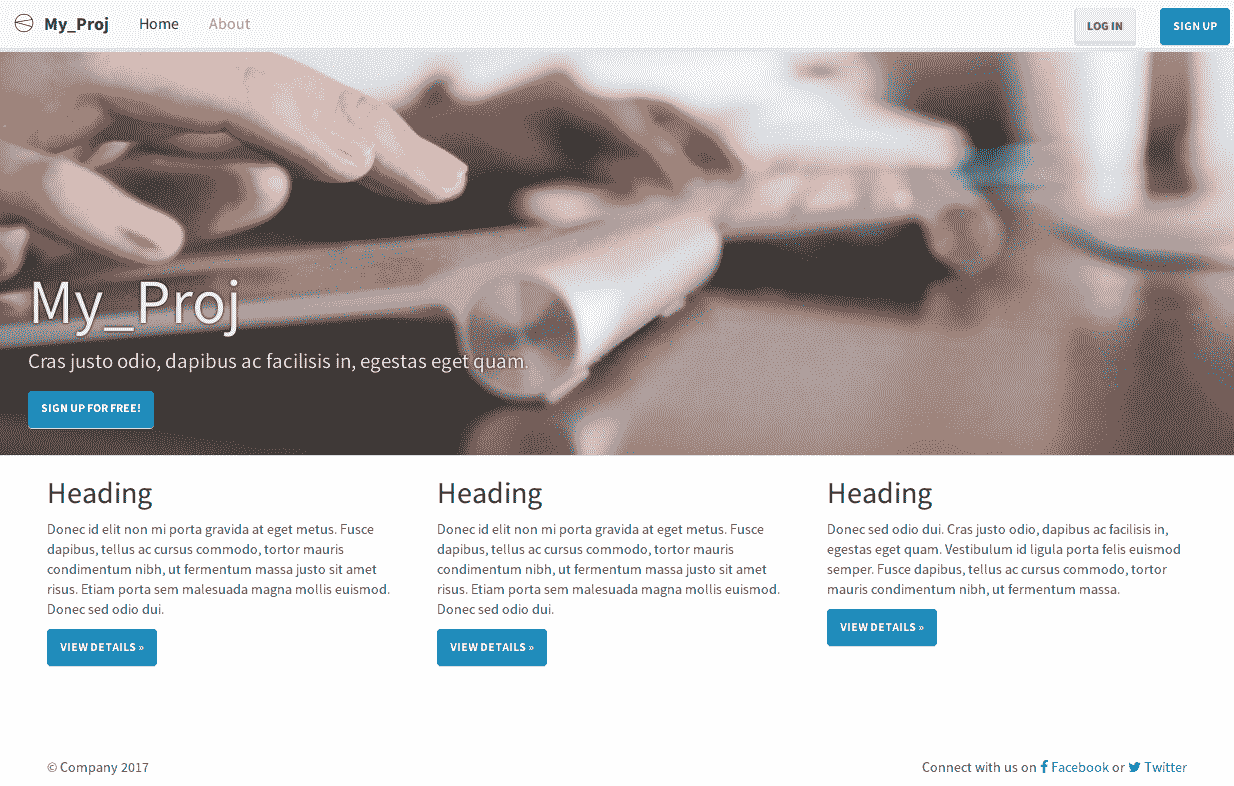 My_Proj Home About LOG IN SIGN UP
My_Proj
Cras justo odio, dapibus ac facilisis in, egestas eget quam.
SIGN UP FOR FREE!
Heading
Donec id elit non mi porta gravida at eget metus. Fusce
dapibus, tellus ac cursus commodo, tortor mauris
condimentum nibh, ut fermentum massa justo sit amet
risus. Etiam porta sem malesuada magna mollis euismod.
Donec sed odio dui.
VIEW DETAILS »
Heading
Donec id elit non mi porta gravida at eget metus. Fusce
dapibus, tellus ac cursus commodo, tortor mauris
condimentum nibh, ut fermentum massa justo sit amet
risus. Etiam porta sem malesuada magna mollis euismod.
Donec sed odio dui.
VIEW DETAILS »
Heading
Donec sed odio dui. Cras justo odio, dapibus ac facilisis in,
egestas eget quam. Vestibulum id ligula porta felis euismod
semper. Fusce dapibus, tellus ac cursus commodo, tortor
mauris condimentum nibh, ut fermentum massa.
VIEW DETAILS »
© Company 2017
Connect with us on Facebook or Twitter